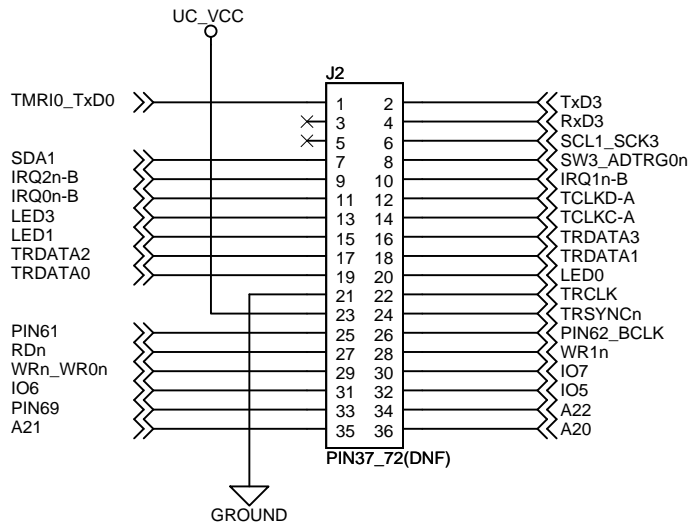 UC_VCC
J2
TMRI0_TxD0 1 2 TxD3
3 4 RxD3
5 6 SCL1_SCK3
SDA1 7 8 SW3_ADTRG0n
IRQ2n-B 9 10 IRQ1n-B
IRQ0n-B 11 12 TCLKD-A
LED3 13 14 TCLKC-A
LED1 15 16 TRDATA3
TRDATA2 17 18 TRDATA1
TRDATA0 19 20 LED0
21 22 TRCLK
23 24 TRSYNCn
PIN61 25 26 PIN62_BCLK
RDn 27 28 WR1n
WRn_WR0n 29 30 IO7
IO6 31 32 IO5
PIN69 33 34 A22
A21 35 36 A20
PIN37_72(DNF)
GROUND